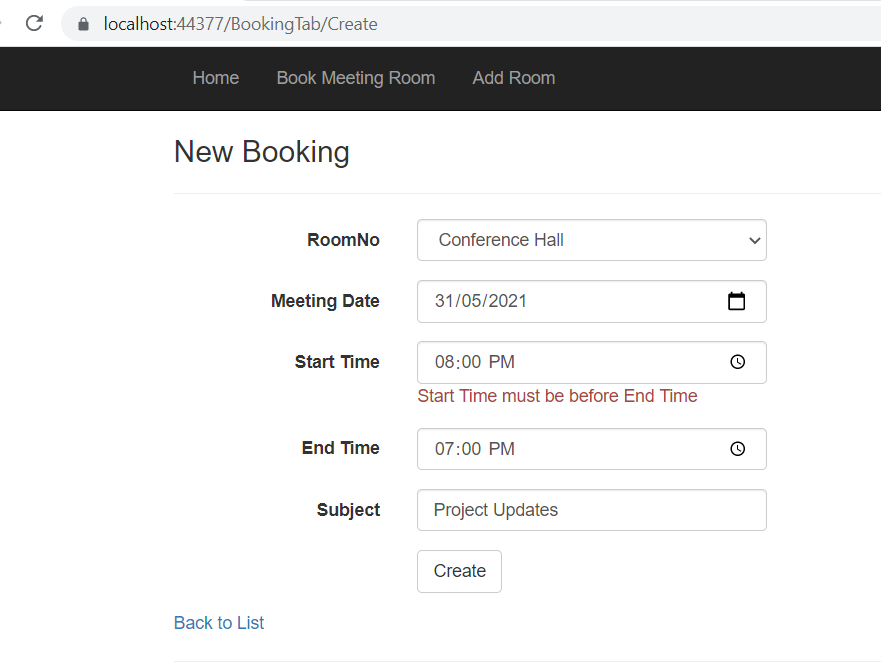 localhost:44377/BookingTab/Create
Home Book Meeting Room Add Room
New Booking
RoomNo Conference Hall
Meeting Date 31/05/2021
Start Time 08:00 PM
Start Time must be before End Time
End Time 07:00 PM
Subject Project Updates
Create
Back to List